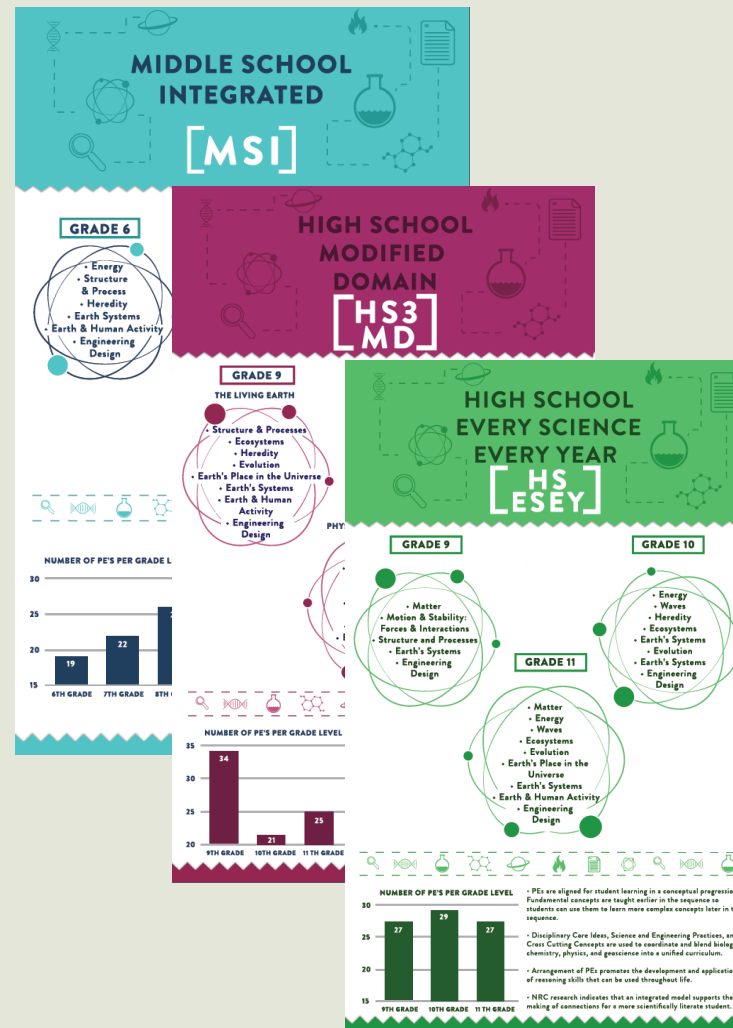 MIDDLE SCHOOL
INTEGRATED
[MSI]
GRADE 6
• Energy
• Structure
& Process
• Heredity
• Earth Systems
• Earth & Human Activity
• Engineering
Design
NUMBER OF PE'S PER GRADE
30
25
20
15
19
22
6TH GRADE 7TH GRADE 8TH
HIGH SCHOOL
MODIFIED
DOMAIN
[HS3
MD]
GRADE 9
THE LIVING EARTH
• Structure & Processes
• Ecosystems
• Heredity
• Evolution
• Earth's Place in the Universe
• Earth's Systems
• Earth & Human
Activity
• Engineering
Design
NUMBER OF PE'S PER GRADE LEVEL
35
30
25
20
34
21
25
9TH GRADE 10TH GRADE 11 TH GRADE
HIGH SCHOOL
EVERY SCIENCE
EVERY YEAR
[HS
ESEY]
GRADE 9
• Matter
• Motion & Stability:
Forces & Interactions
• Structure and Processes
• Earth's Systems
• Engineering
Design
GRADE 10
• Energy
• Waves
• Heredity
• Ecosystems
• Earth's Systems
• Evolution
• Earth's Systems
• Engineering
Design
GRADE 11
• Matter
• Energy
• Waves
• Ecosystems
• Evolution
• Earth's Place in the
Universe
• Earth's Systems
• Earth & Human Activity
• Engineering
Design
NUMBER OF PE'S PER GRADE LEVEL
30
25
20
15
27
29
27
9TH GRADE 10TH GRADE 11 TH GRADE
• PEs are aligned for student learning in a conceptual
Fundamental concepts are taught earlier in the sequence so
students can use them to learn more complex concepts later in
sequence.
• Disciplinary Core Ideas, Science and Engineering Practices,
Cross Cutting Concepts are used to coordinate and blend
chemistry, physics, and geoscience into a unified curriculum.
• Arrangement of PEs promotes the development and
of reasoning skills that can be used throughout life.
• NRC research indicates that an integrated model supports the
making of connections for a more scientifically literate student.